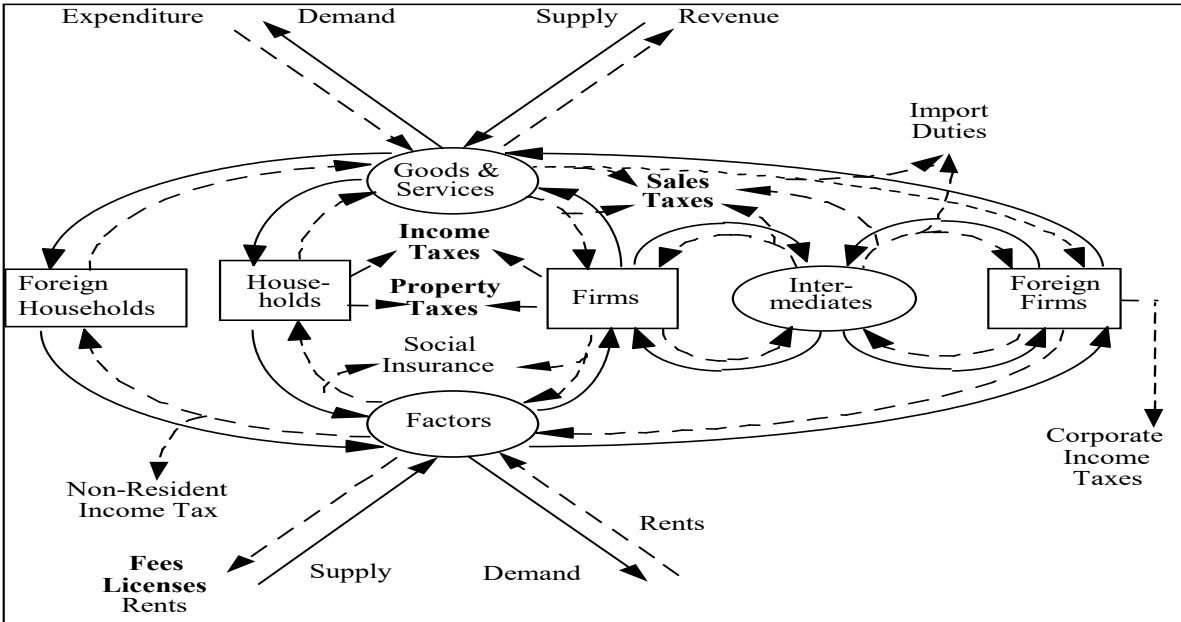 Expenditure
Demand
Supply
Revenue
Import
Duties
Goods &
Services
Sales
Taxes
Income
Taxes
Foreign
Households
House-
holds
Property
Taxes
Firms
Inter-
mediates
Foreign
Firms
Social
Insurance
Factors
Corporate
Income
Taxes
Non-Resident
Income Tax
Rents
Fees
Licenses
Rents
Supply
Demand